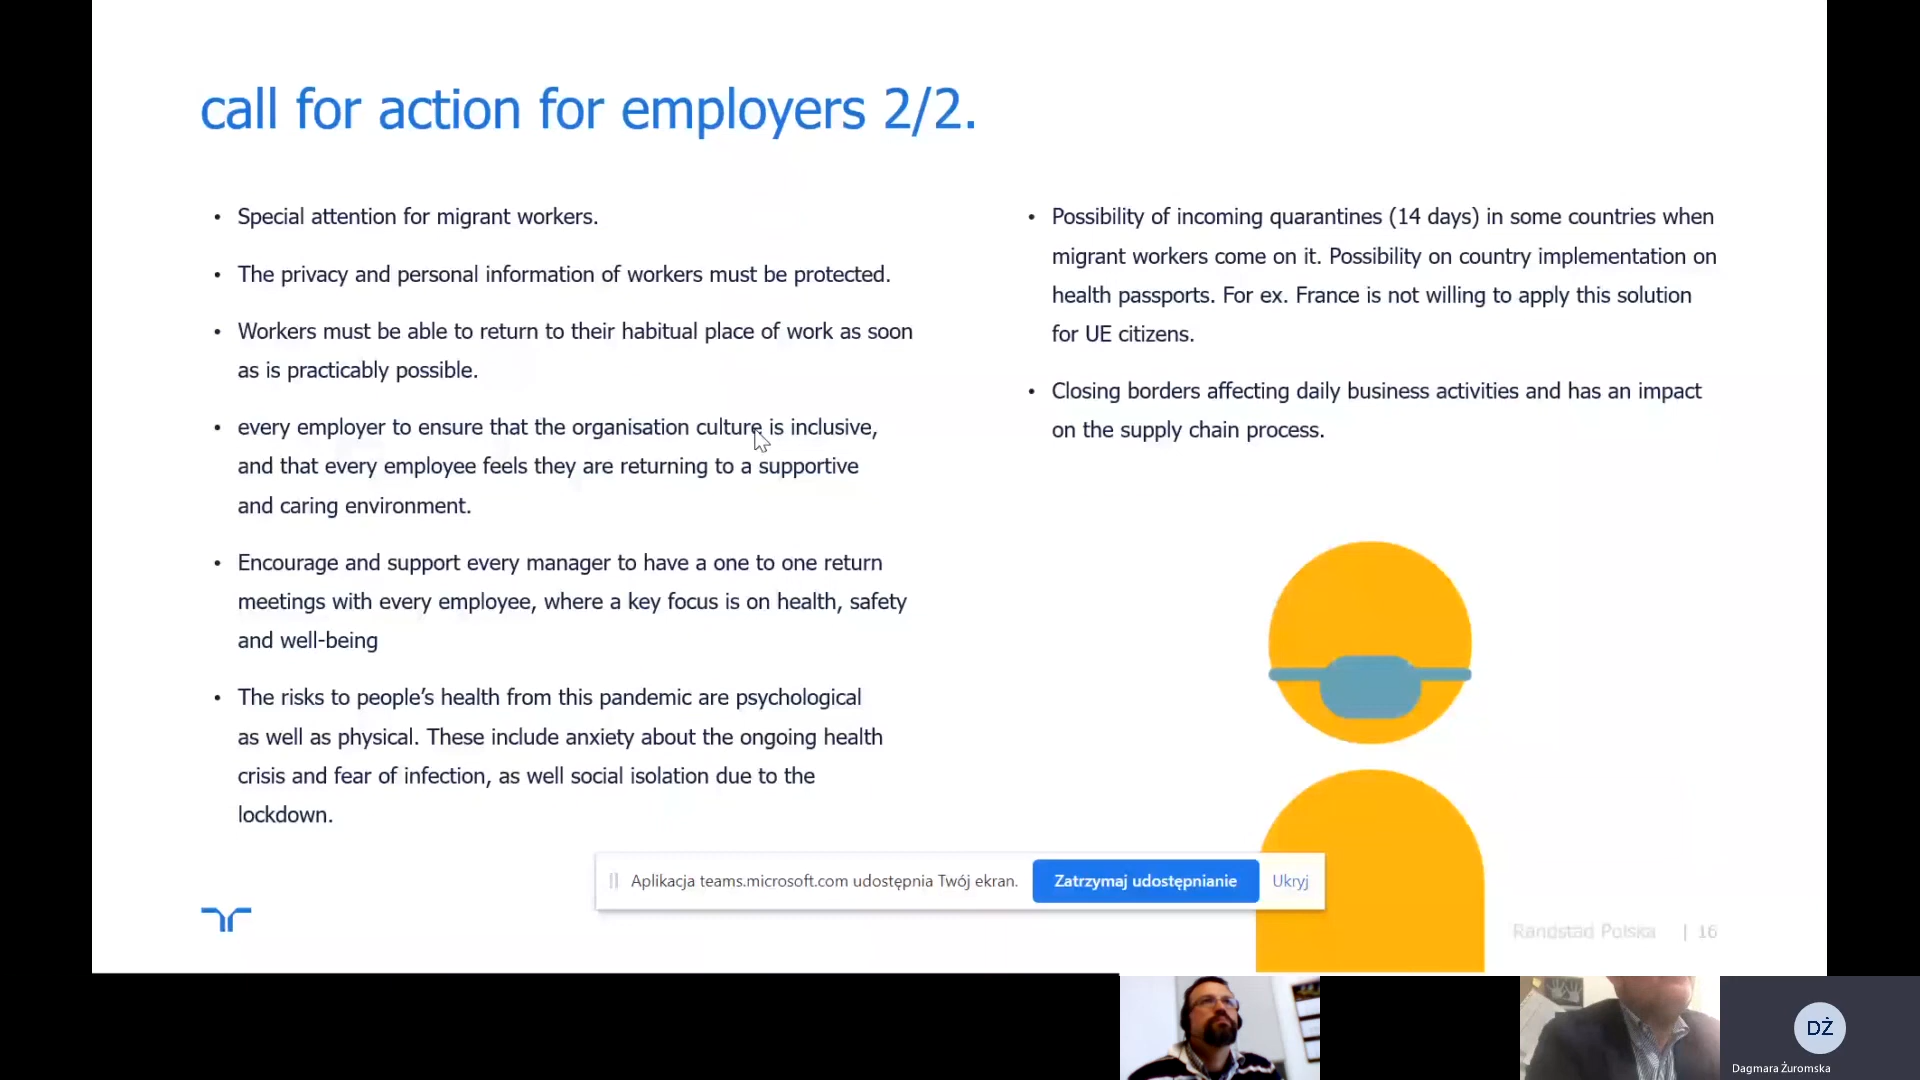 call for action for employers 2/2.
• Special attention for migrant workers.
• The privacy and personal information of workers must be protected.
• Workers must be able to return to their habitual place of work as soon
as is practicably possible.
• every employer to ensure that the organisation culture is inclusive,
and that every employee feels they are returning to a supportive
and caring environment.
• Encourage and support every manager to have a one to one return
meetings with every employee, where a key focus is on health, safety
and well-being
• The risks to people’s health from this pandemic are psychological
as well as physical. These include anxiety about the ongoing health
crisis and fear of infection, as well social isolation due to the
lockdown.
• Possibility of incoming quarantines (14 days) in some countries when
migrant workers come on it. Possibility on country implementation on
health passports. For ex. France is not willing to apply this solution
for UE citizens.
• Closing borders affecting daily business activities and has an impact
on the supply chain process.
Aplikacja teams.microsoft.com udostępnia Twój ekran.
Zatrzymaj udostępnianie
Ukryj
Randstad Polska | 16
DŻ
Dagmara Żuromska